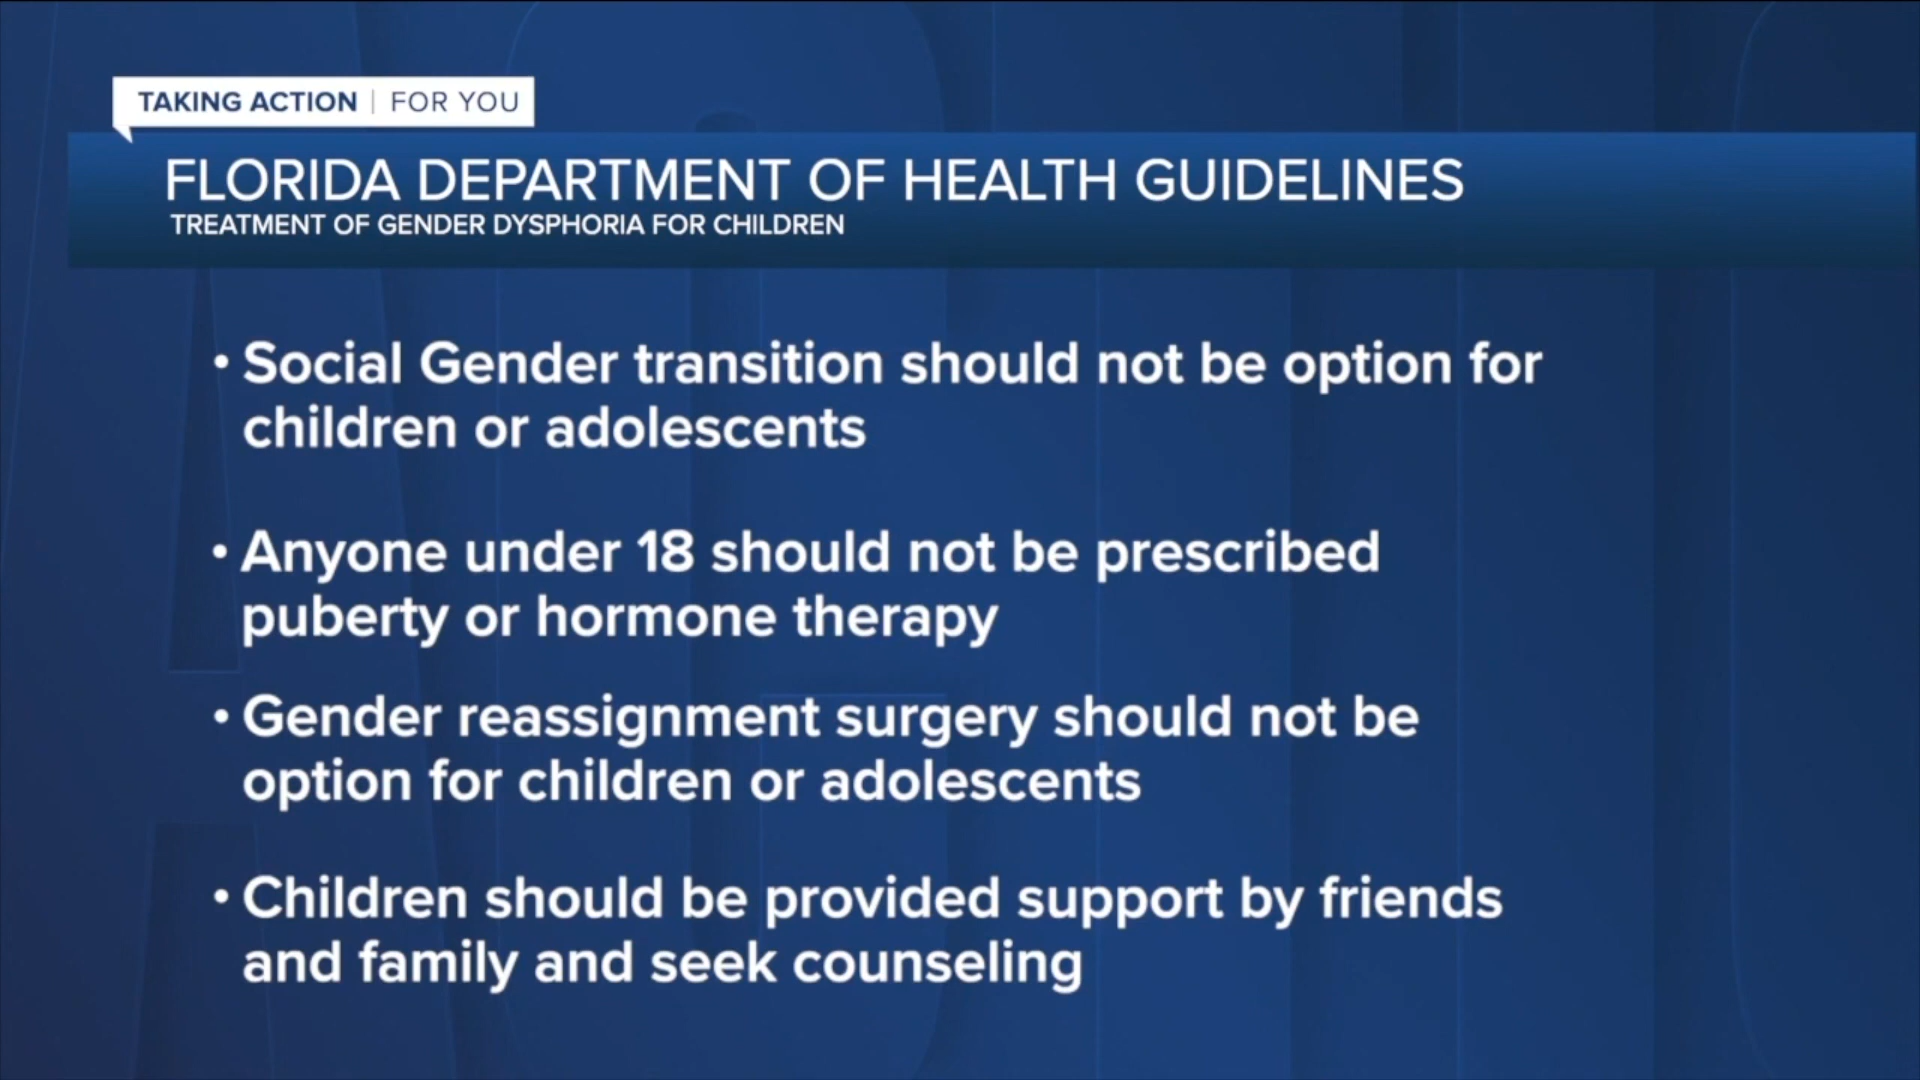 TAKING ACTION | FOR YOU
FLORIDA DEPARTMENT OF HEALTH GUIDELINES
TREATMENT OF GENDER DYSPHORIA FOR CHILDREN
• Social Gender transition should not be option for
children or adolescents
• Anyone under 18 should not be prescribed
puberty or hormone therapy
• Gender reassignment surgery should not be
option for children or adolescents
• Children should be provided support by friends
and family and seek counseling